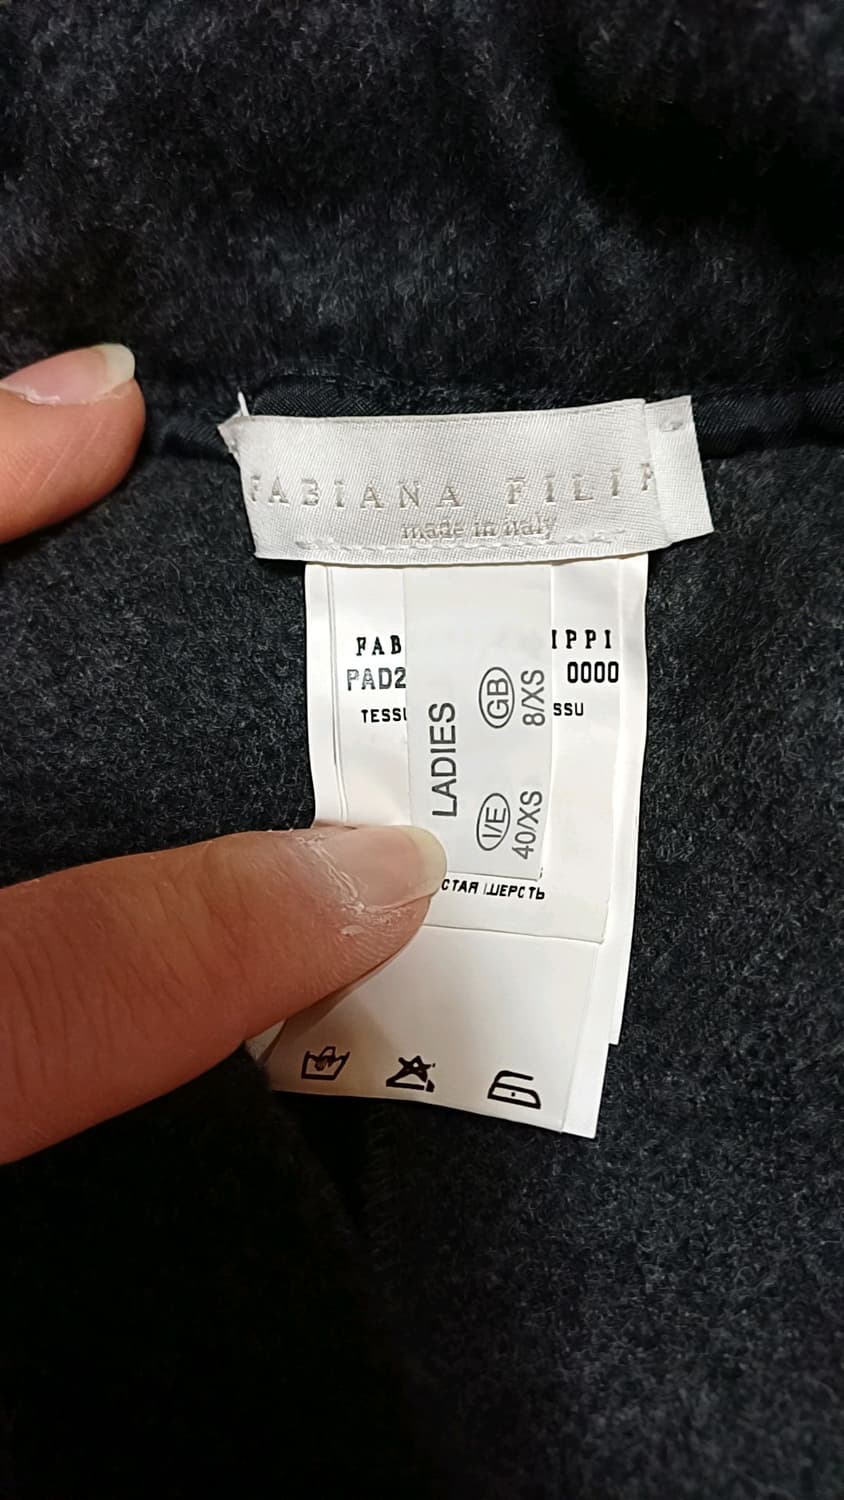 FABIANA FILIP
made in italy
FAB IPPI
PAD2 0000
TESSU SSU
LADIES
GB I/E
8/XS 40/XS
СТАЯ ШЕРСТЬ